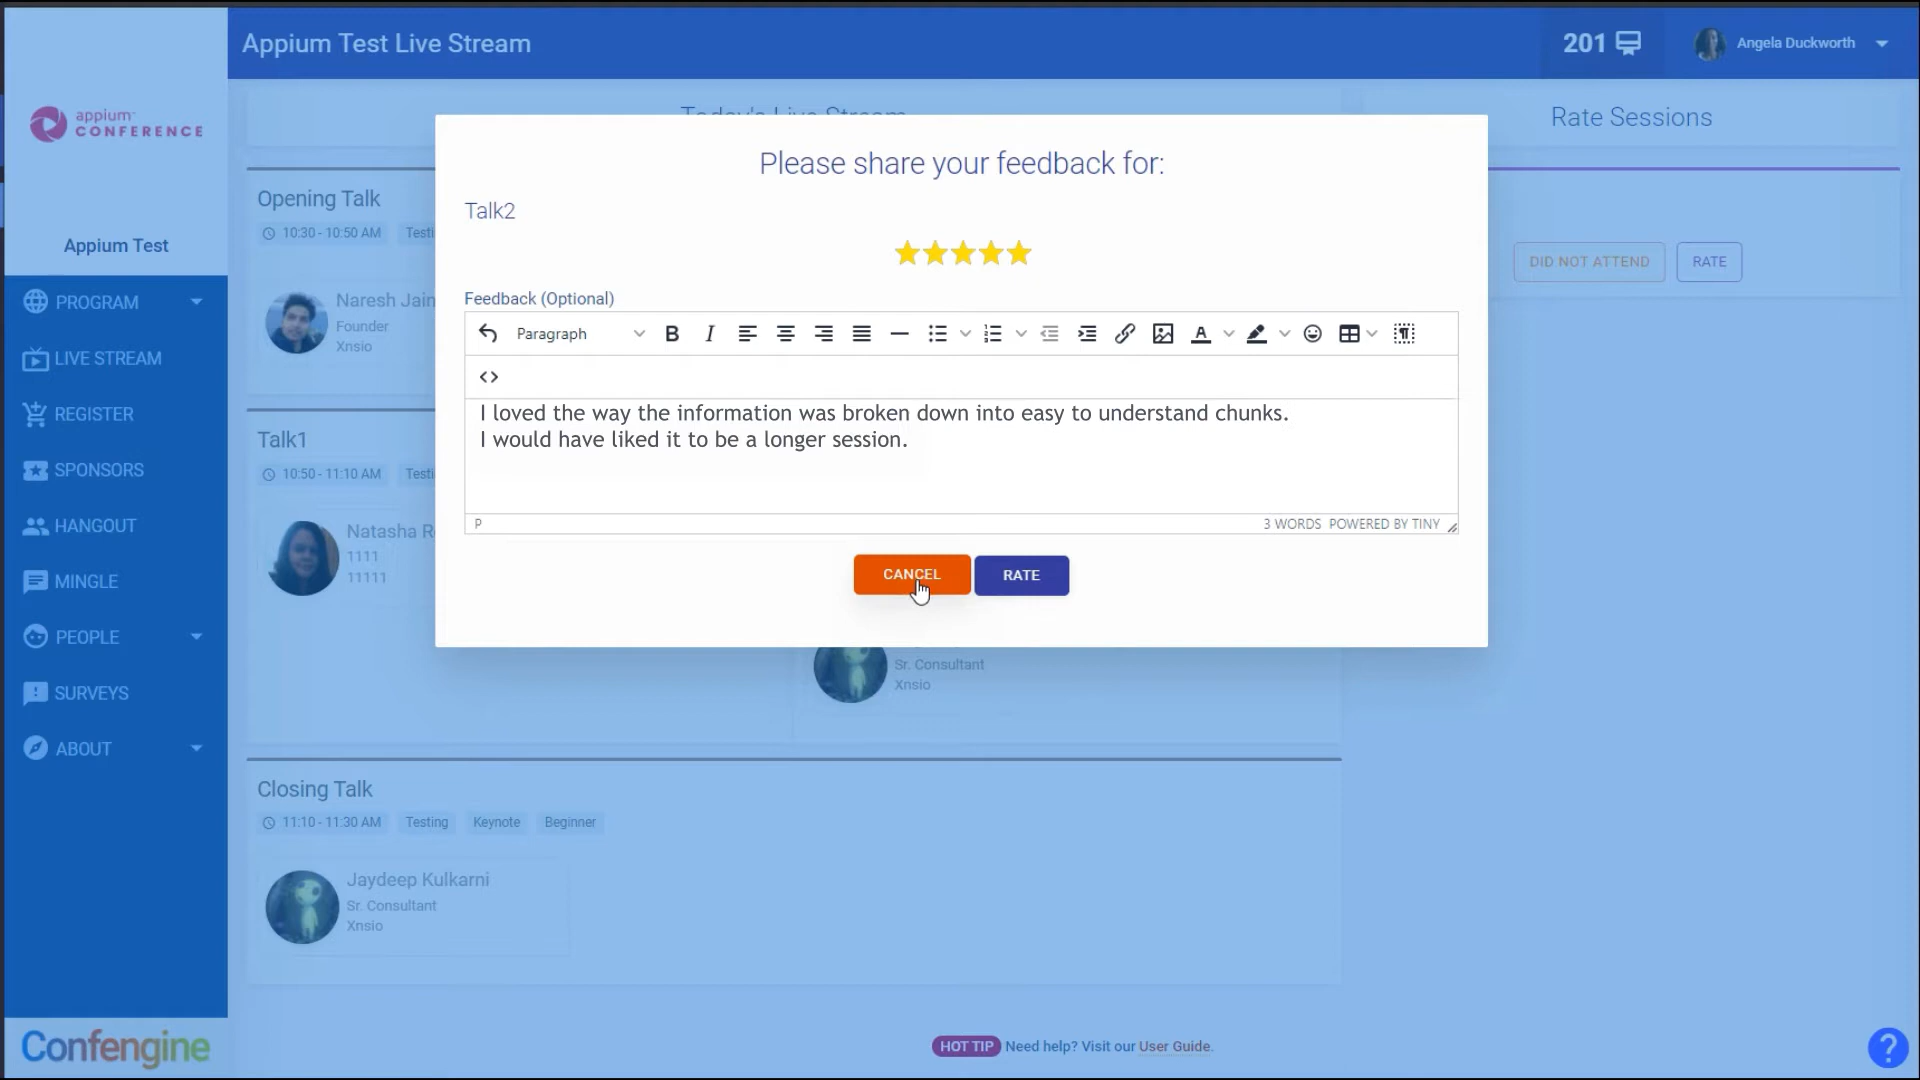 Appium Test Live Stream
201
Angela Duckworth
appium
CONFERENCE
Appium Test
PROGRAM
LIVE STREAM
REGISTER
SPONSORS
HANGOUT
MINGLE
PEOPLE
SURVEYS
ABOUT
Confengine
Today's Live Stream
Rate Sessions
DID NOT ATTEND
RATE
Opening Talk
10:30 - 10:50 AM
Naresh Jain
Founder
Xnsio
Talk1
10:50 - 11:10 AM
Natasha
1111
11111
Please share your feedback for:
Talk2
Feedback (Optional)
Paragraph
I loved the way the information was broken down into easy to understand chunks.
I would have liked it to be a longer session.
P
3 WORDS POWERED BY TINY
CANCEL
RATE
Sr. Consultant
Xnsio
Closing Talk
11:10 - 11:30 AM
Testing
Keynote
Beginner
Jaydeep Kulkarni
Sr. Consultant
Xnsio
HOT TIP Need help? Visit our User Guide.